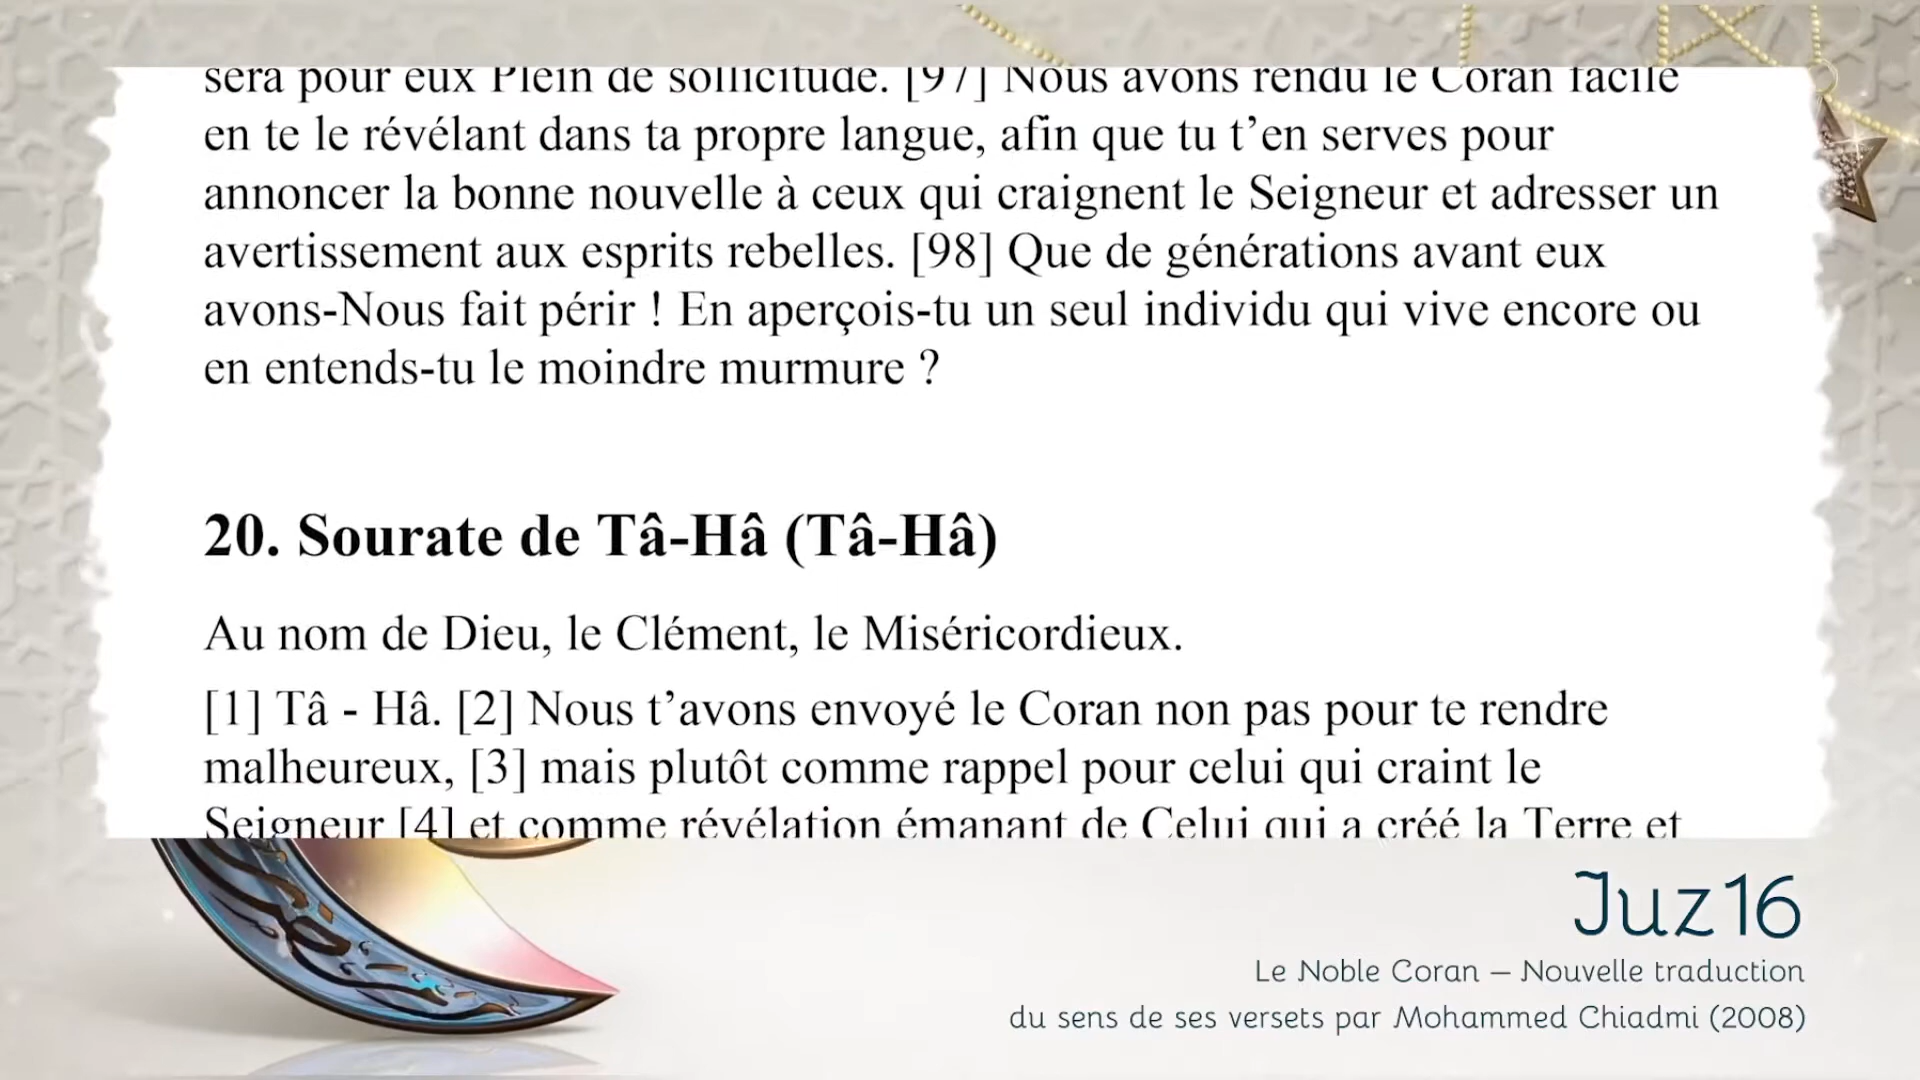 sera pour eux Plein de sollicitude. [97] Nous avons rendu le Coran facile
en te le révélant dans ta propre langue, afin que tu t’en serves pour
annoncer la bonne nouvelle à ceux qui craignent le Seigneur et adresser un
avertissement aux esprits rebelles. [98] Que de générations avant eux
avons-Nous fait périr ! En aperçois-tu un seul individu qui vive encore ou
en entends-tu le moindre murmure ?
20. Sourate de Tâ-Hâ (Tâ-Hâ)
Au nom de Dieu, le Clément, le Miséricordieux.
[1] Tâ - Hâ. [2] Nous t’avons envoyé le Coran non pas pour te rendre
malheureux, [3] mais plutôt comme rappel pour celui qui craint le
Seigneur [4] et comme révélation émanant de Celui qui a créé la Terre et
Juz16
Le Noble Coran – Nouvelle traduction
du sens de ses versets par Mohammed Chiadmi (2008)